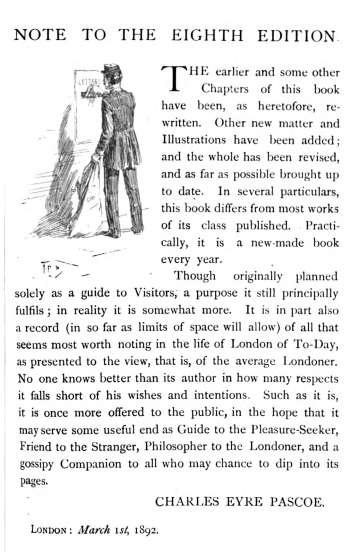 NOTE TO THE EIGHTH EDITION.
LETTERS
THE earlier and some other
Chapters of this book
have been, as heretofore, re-
written. Other new matter and
Illustrations have been added;
and the whole has been revised,
and as far as possible brought up
to date. In several particulars,
this book differs from most works
of its class published. Practi-
cally, it is a new-made book
every year.
Though originally planned
solely as a guide to Visitors, a purpose it still principally
fulfils; in reality it is somewhat more. It is in part also
a record (in so far as limits of space will allow) of all that
seems most worth noting in the life of London of To-Day,
as presented to the view, that is, of the average Londoner.
No one knows better than its author in how many respects
it falls short of his wishes and intentions. Such as it is,
it is once more offered to the public, in the hope that it
may serve some useful end as Guide to the Pleasure-Seeker,
Friend to the Stranger, Philosopher to the Londoner, and a
gossipy Companion to all who may chance to dip into its
pages.
CHARLES EYRE PASCOE.
LONDON: March 1st, 1892.